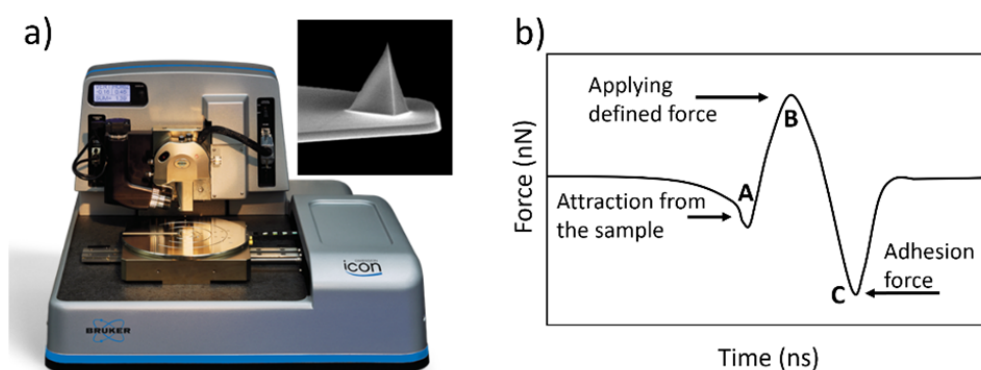 a)
BRUKER
icon
b)
Force (nN)
Applying
defined force
B
A
Attraction from
the sample
C
Adhesion
force
Time (ns)